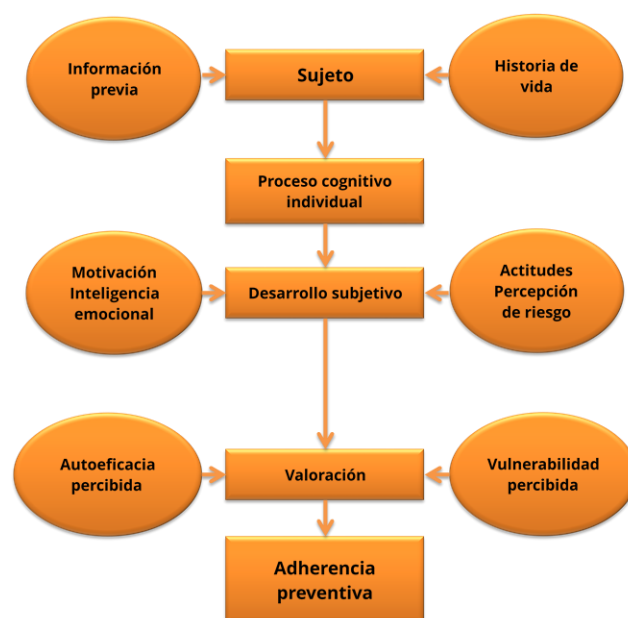 Información
previa
Sujeto
Historia de
vida
Proceso cognitivo
individual
Motivación
Inteligencia
emocional
Desarrollo subjetivo
Actitudes
Percepción
de riesgo
Autoeficacia
percibida
Valoración
Vulnerabilidad
percibida
Adherencia
preventiva